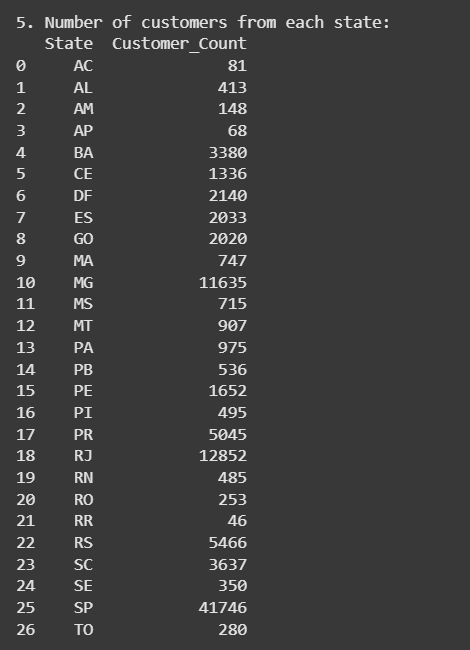 5. Number of customers from each state:
State Customer_Count
0 AC 81
1 AL 413
2 AM 148
3 AP 68
4 BA 3380
5 CE 1336
6 DF 2140
7 ES 2033
8 GO 2020
9 MA 747
10 MG 11635
11 MS 715
12 MT 907
13 PA 975
14 PB 536
15 PE 1652
16 PI 495
17 PR 5045
18 RJ 12852
19 RN 485
20 RO 253
21 RR 46
22 RS 5466
23 SC 3637
24 SE 350
25 SP 41746
26 TO 280